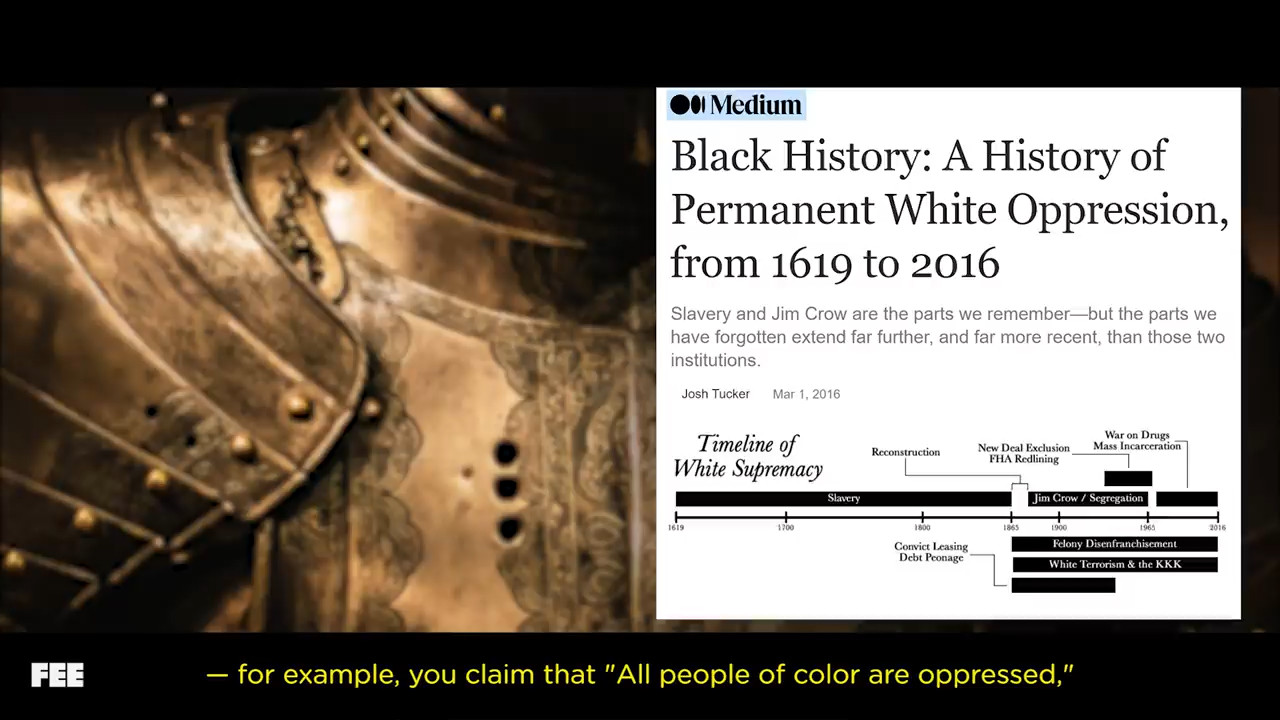 Medium
Black History: A History of
Permanent White Oppression,
from 1619 to 2016
Slavery and Jim Crow are the parts we remember—but the parts we
have forgotten extend far further, and far more recent, than those two
institutions.
Josh Tucker Mar 1, 2016
Timeline of
White Supremacy
Reconstruction
New Deal Exclusion
FHA Redlining
War on Drugs
Mass Incarceration
Slavery
Jim Crow / Segregation
1619 1700 1800 1865 1900 1965 2016
Convict Leasing
Debt Peonage
Felony Disenfranchisement
White Terrorism & the KKK
FEE
— for example, you claim that "All people of color are oppressed,"